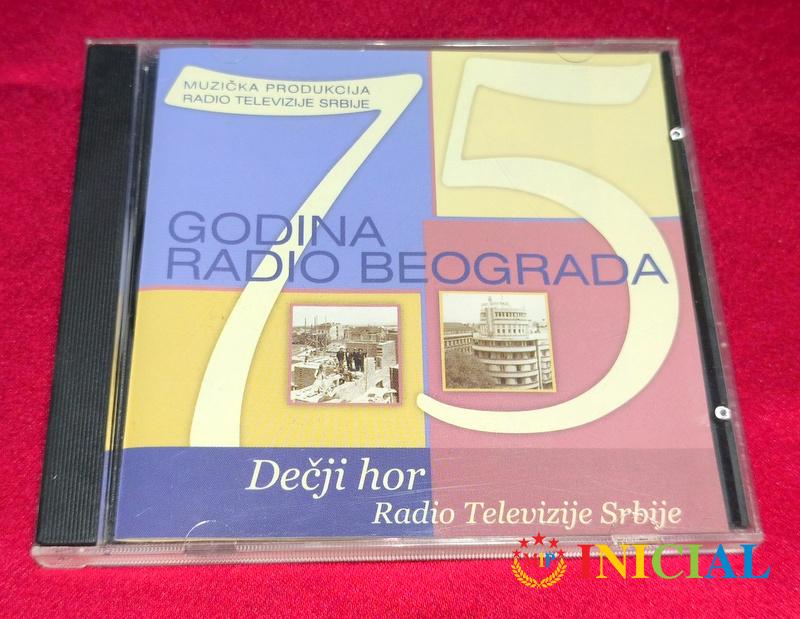 75
MUZIČKA PRODUKCIJA
RADIO TELEVIZIJE SRBIJE
GODINA
RADIO BEOGRADA
Dečji hor
Radio Televizije Srbije
INICIAL